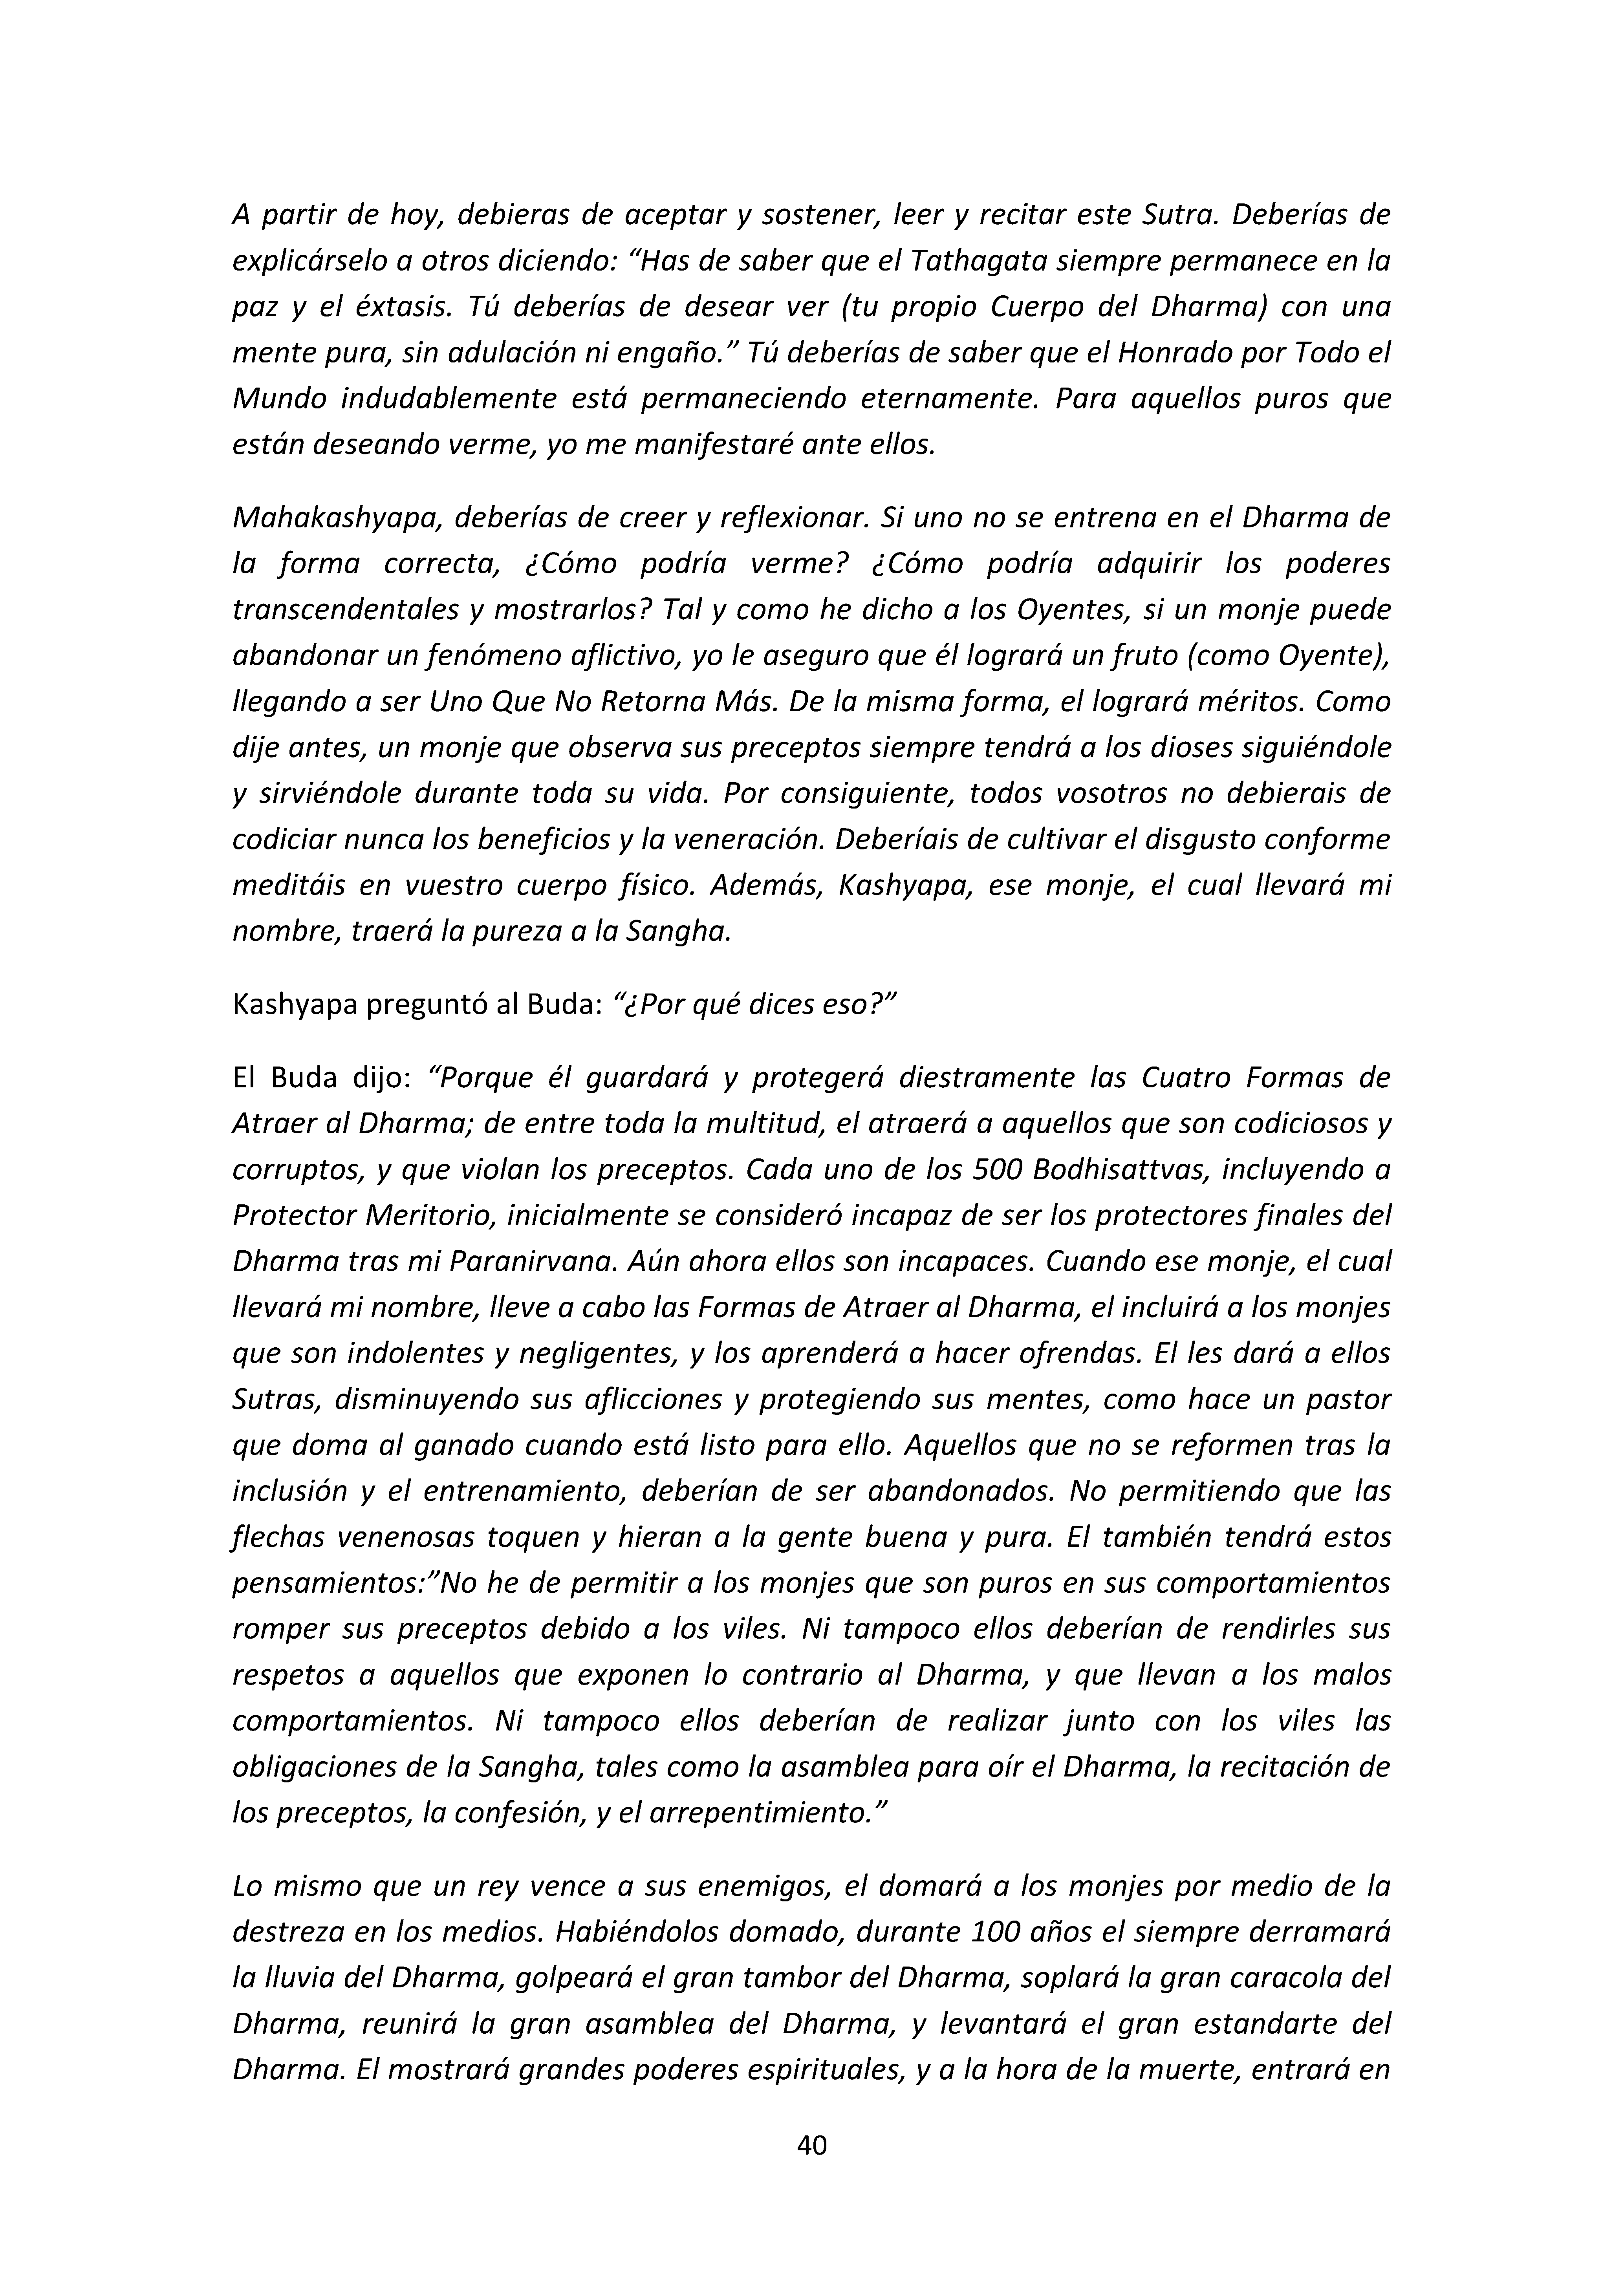 A partir de hoy, debieras de aceptar y sostener, leer y recitar este Sutra. Deberías de
explicárselo a otros diciendo: “Has de saber que el Tathagata siempre permanece en la
paz y el éxtasis. Tú deberías de desear ver (tu propio Cuerpo del Dharma) con una
mente pura, sin adulación ni engaño.” Tú deberías de saber que el Honrado por Todo el
Mundo indudablemente está permaneciendo eternamente. Para aquellos puros que
están deseando verme, yo me manifestaré ante ellos.
Mahakashyapa, deberías de creer y reflexionar. Si uno no se entrena en el Dharma de
la forma correcta, ¿Cómo podría verme? ¿Cómo podría adquirir los poderes
transcendentales y mostrarlos? Tal y como he dicho a los Oyentes, si un monje puede
abandonar un fenómeno aflictivo, yo le aseguro que él logrará un fruto (como Oyente),
llegando a ser Uno Que No Retorna Más. De la misma forma, el logrará méritos. Como
dije antes, un monje que observa sus preceptos siempre tendrá a los dioses siguiéndole
y sirviéndole durante toda su vida. Por consiguiente, todos vosotros no debierais de
codiciar nunca los beneficios y la veneración. Deberíais de cultivar el disgusto conforme
meditáis en vuestro cuerpo físico. Además, Kashyapa, ese monje, el cual llevará mi
nombre, traerá la pureza a la Sangha.
Kashyapa preguntó al Buda: “¿Por qué dices eso?”
El Buda dijo: “Porque él guardará y protegerá diestramente las Cuatro Formas de
Atraer al Dharma; de entre toda la multitud, el atraerá a aquellos que son codiciosos y
corruptos, y que violan los preceptos. Cada uno de los 500 Bodhisattvas, incluyendo a
Protector Meritorio, inicialmente se consideró incapaz de ser los protectores finales del
Dharma tras mi Paranirvana. Aún ahora ellos son incapaces. Cuando ese monje, el cual
llevará mi nombre, lleve a cabo las Formas de Atraer al Dharma, el incluirá a los monjes
que son indolentes y negligentes, y los aprenderá a hacer ofrendas. El les dará a ellos
Sutras, disminuyendo sus aflicciones y protegiendo sus mentes, como hace un pastor
que doma al ganado cuando está listo para ello. Aquellos que no se reformen tras la
inclusión y el entrenamiento, deberían de ser abandonados. No permitiendo que las
flechas venenosas toquen y hieran a la gente buena y pura. El también tendrá estos
pensamientos:”No he de permitir a los monjes que son puros en sus comportamientos
romper sus preceptos debido a los viles. Ni tampoco ellos deberían de rendirles sus
respetos a aquellos que exponen lo contrario al Dharma, y que llevan a los malos
comportamientos. Ni tampoco ellos deberían de realizar junto con los viles las
obligaciones de la Sangha, tales como la asamblea para oír el Dharma, la recitación de
los preceptos, la confesión, y el arrepentimiento.”
Lo mismo que un rey vence a sus enemigos, el domará a los monjes por medio de la
destreza en los medios. Habiéndolos domado, durante 100 años el siempre derramará
la lluvia del Dharma, golpeará el gran tambor del Dharma, soplará la gran caracola del
Dharma, reunirá la gran asamblea del Dharma, y levantará el gran estandarte del
Dharma. El mostrará grandes poderes espirituales, y a la hora de la muerte, entrará en
40